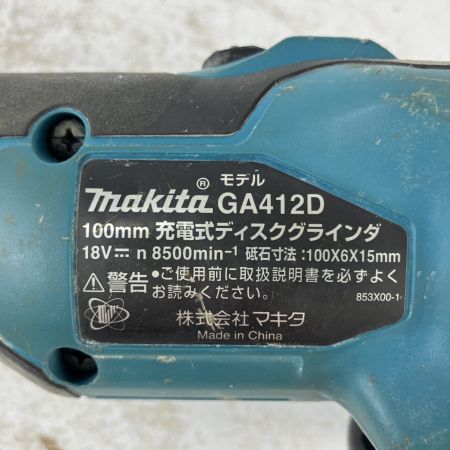 モデル
makita® GA412D
100mm 充電式ディスクグラインダ
18V⎓ n 8500min⁻¹ 砥石寸法:100X6X15mm
⚠警告 ●ご使用前に取扱説明書を必ずよく
お読みください。
853X00-1
株式会社 マキタ
Made in China